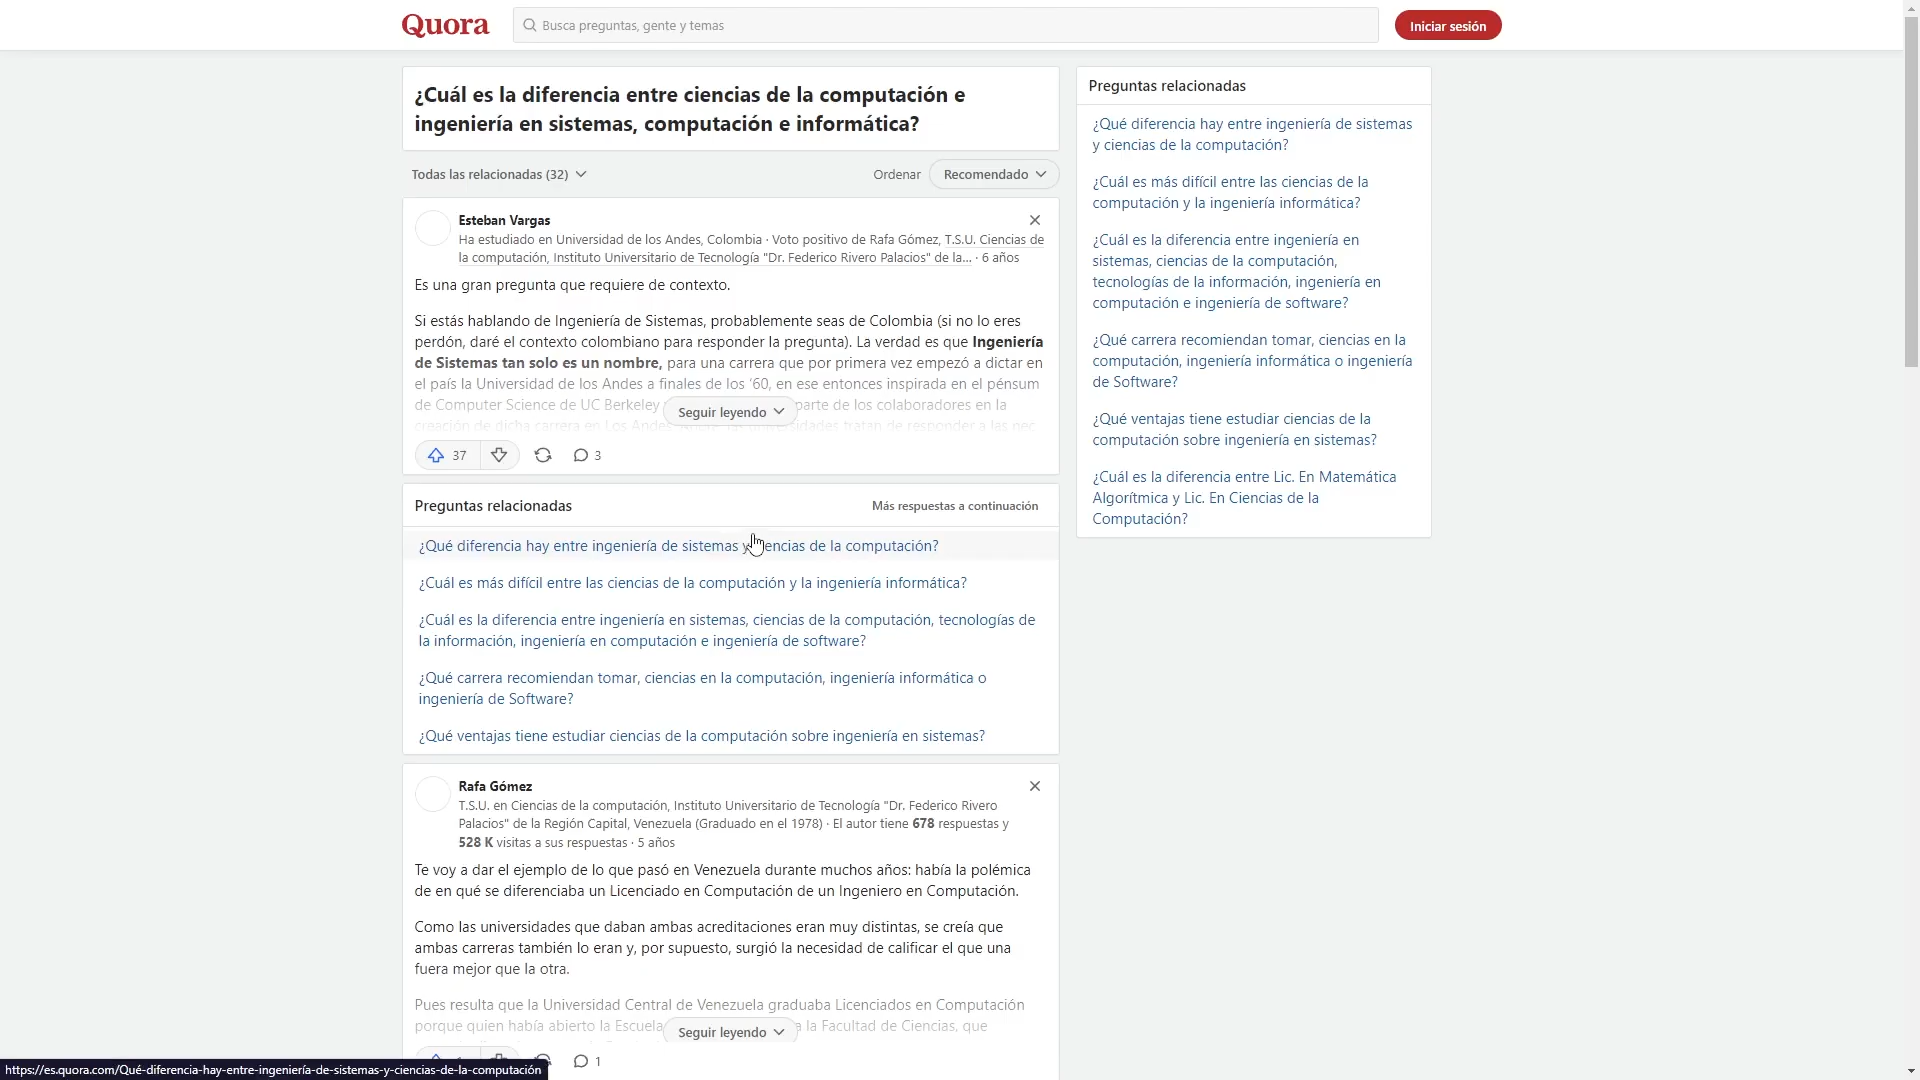 Quora
Busca preguntas, gente y temas
Iniciar sesión
¿Cuál es la diferencia entre ciencias de la computación e
ingeniería en sistemas, computación e informática?
Todas las relacionadas (32)
Ordenar
Recomendado
Esteban Vargas
Ha estudiado en Universidad de los Andes, Colombia · Voto positivo de Rafa Gómez, T.S.U. Ciencias de
la computación, Instituto Universitario de Tecnología "Dr. Federico Rivero Palacios" de la... · 6 años
Es una gran pregunta que requiere de contexto.
Si estás hablando de Ingeniería de Sistemas, probablemente seas de Colombia (si no lo eres
perdón, daré el contexto colombiano para responder la pregunta). La verdad es que Ingeniería
de Sistemas tan solo es un nombre, para una carrera que por primera vez empezó a dictar en
el país la Universidad de los Andes a finales de los '60, en ese entonces inspirada en el pénsum
de Computer Science de UC Berkeley parte de los colaboradores en la
creación de dicha carrera en Los Andes universidades tratan de responder a las nec
Seguir leyendo
37
3
Preguntas relacionadas
Más respuestas a continuación
¿Qué diferencia hay entre ingeniería de sistemas y ciencias de la computación?
¿Cuál es más difícil entre las ciencias de la computación y la ingeniería informática?
¿Cuál es la diferencia entre ingeniería en sistemas, ciencias de la computación, tecnologías de
la información, ingeniería en computación e ingeniería de software?
¿Qué carrera recomiendan tomar, ciencias en la computación, ingeniería informática o
ingeniería de Software?
¿Qué ventajas tiene estudiar ciencias de la computación sobre ingeniería en sistemas?
Rafa Gómez
T.S.U. en Ciencias de la computación, Instituto Universitario de Tecnología "Dr. Federico Rivero
Palacios" de la Región Capital, Venezuela (Graduado en el 1978) · El autor tiene 678 respuestas y
528 K visitas a sus respuestas · 5 años
Te voy a dar el ejemplo de lo que pasó en Venezuela durante muchos años: había la polémica
de en qué se diferenciaba un Licenciado en Computación de un Ingeniero en Computación.
Como las universidades que daban ambas acreditaciones eran muy distintas, se creía que
ambas carreras también lo eran y, por supuesto, surgió la necesidad de calificar el que una
fuera mejor que la otra.
Pues resulta que la Universidad Central de Venezuela graduaba Licenciados en Computación
porque quien había abierto la Escuela a la Facultad de Ciencias, que
Seguir leyendo
1
https://es.quora.com/Qué-diferencia-hay-entre-ingeniería-de-sistemas-y-ciencias-de-la-computación
Preguntas relacionadas
¿Qué diferencia hay entre ingeniería de sistemas
y ciencias de la computación?
¿Cuál es más difícil entre las ciencias de la
computación y la ingeniería informática?
¿Cuál es la diferencia entre ingeniería en
sistemas, ciencias de la computación,
tecnologías de la información, ingeniería en
computación e ingeniería de software?
¿Qué carrera recomiendan tomar, ciencias en la
computación, ingeniería informática o ingeniería
de Software?
¿Qué ventajas tiene estudiar ciencias de la
computación sobre ingeniería en sistemas?
¿Cuál es la diferencia entre Lic. En Matemática
Algorítmica y Lic. En Ciencias de la
Computación?